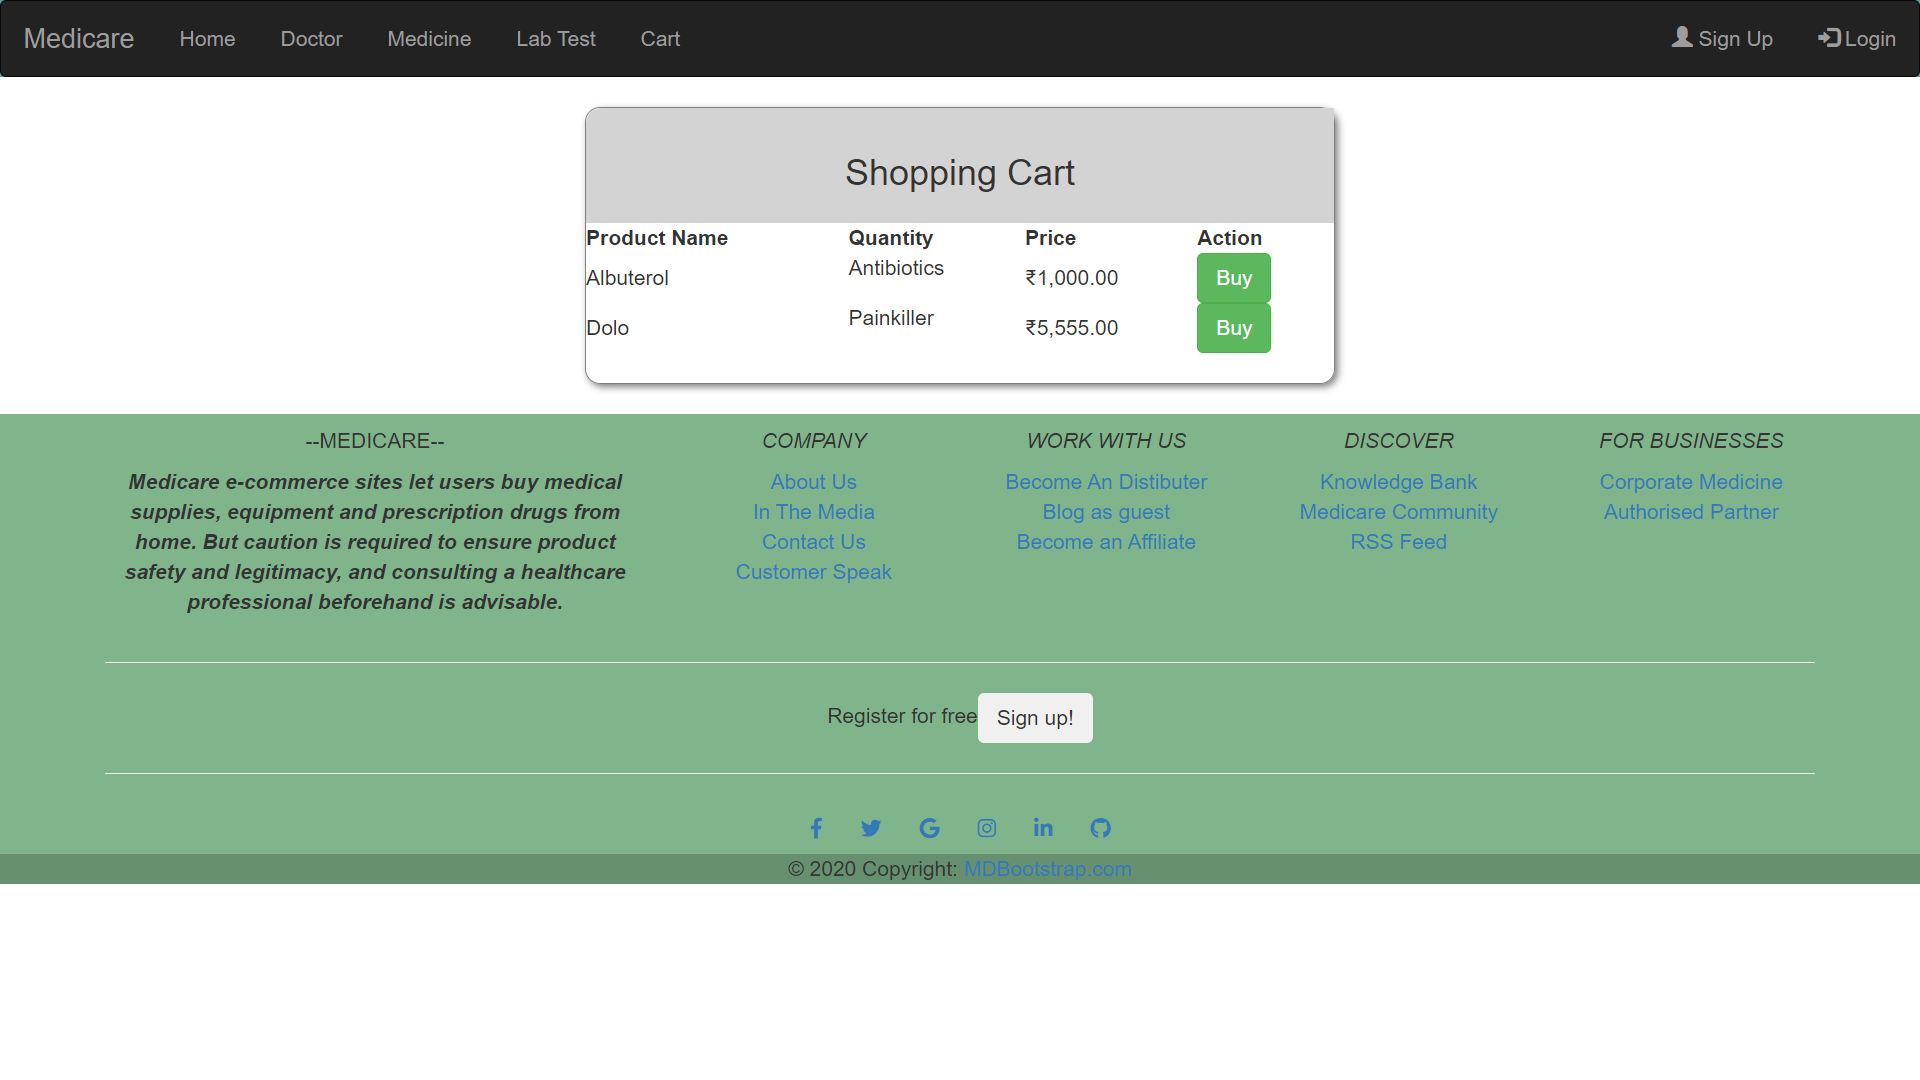 Medicare Home Doctor Medicine Lab Test Cart Sign Up Login
Shopping Cart
Product Name Quantity Price Action
Albuterol Antibiotics ₹1,000.00 Buy
Dolo Painkiller ₹5,555.00 Buy
--MEDICARE--
Medicare e-commerce sites let users buy medical
supplies, equipment and prescription drugs from
home. But caution is required to ensure product
safety and legitimacy, and consulting a healthcare
professional beforehand is advisable.
COMPANY
About Us
In The Media
Contact Us
Customer Speak
WORK WITH US
Become An Distibuter
Blog as guest
Become an Affiliate
DISCOVER
Knowledge Bank
Medicare Community
RSS Feed
FOR BUSINESSES
Corporate Medicine
Authorised Partner
Register for free Sign up!
© 2020 Copyright: MDBootstrap.com